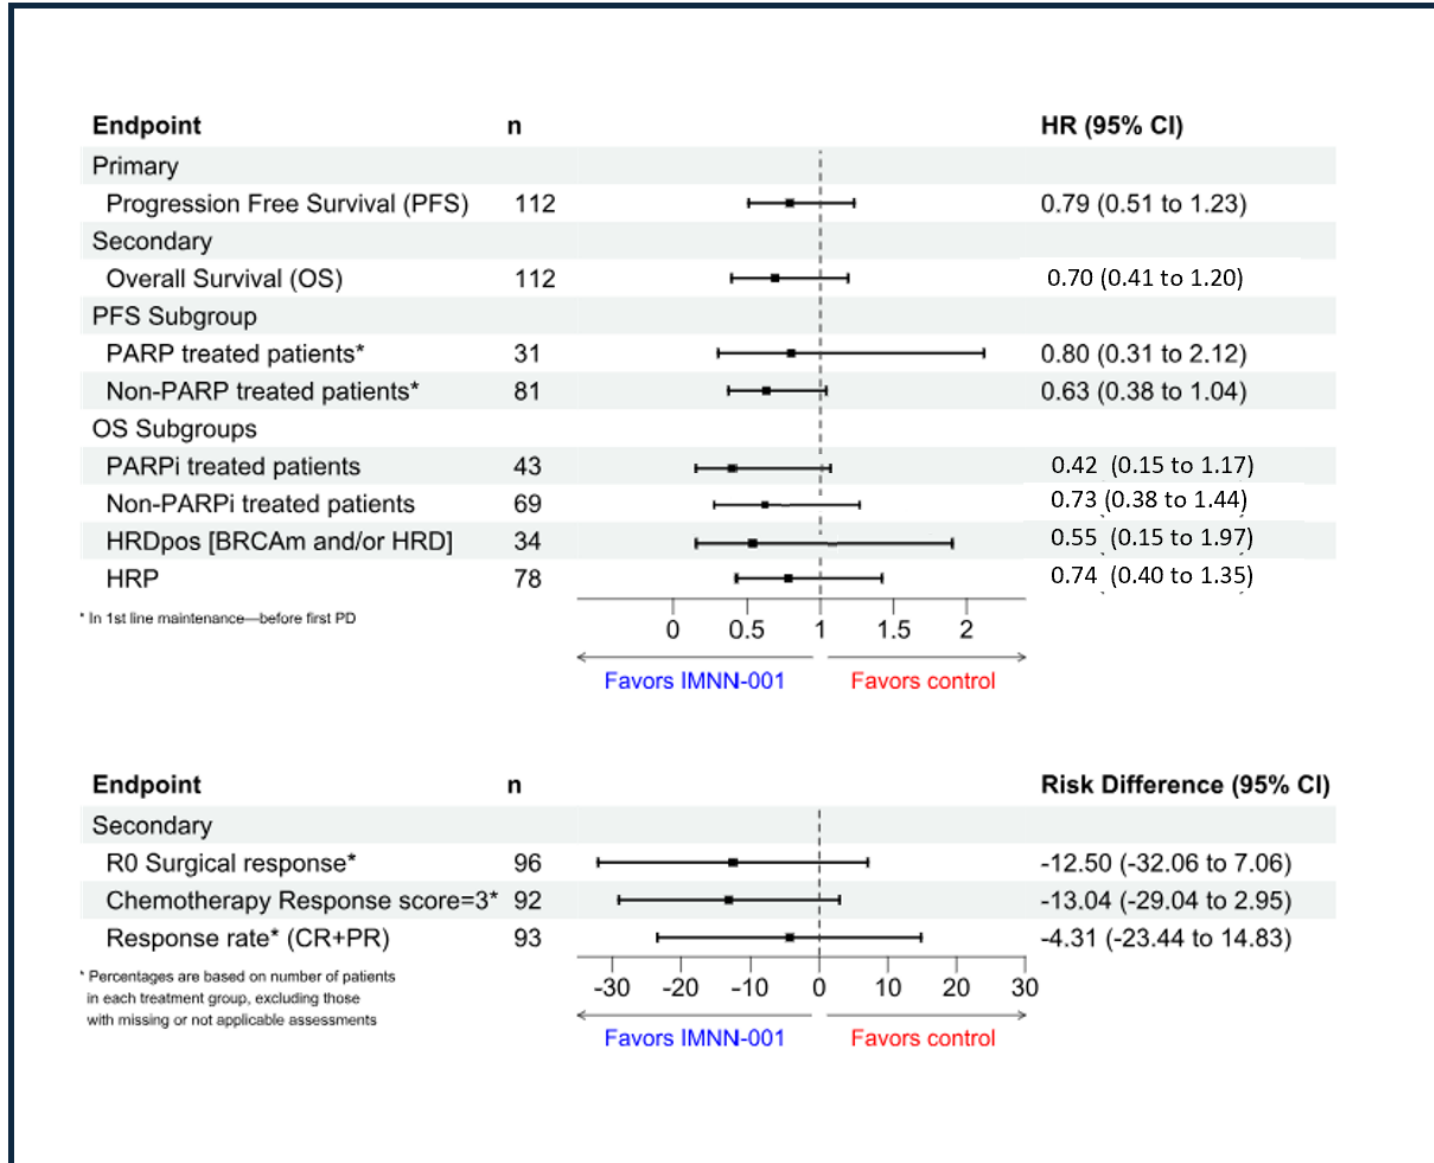 Endpoint n HR (95% CI)
Primary
Progression Free Survival (PFS) 112 0.79 (0.51 to 1.23)
Secondary
Overall Survival (OS) 112 0.70 (0.41 to 1.20)
PFS Subgroup
PARP treated patients* 31 0.80 (0.31 to 2.12)
Non-PARP treated patients* 81 0.63 (0.38 to 1.04)
OS Subgroups
PARPi treated patients 43 0.42 (0.15 to 1.17)
Non-PARPi treated patients 69 0.73 (0.38 to 1.44)
HRDpos [BRCAm and/or HRD] 34 0.55 (0.15 to 1.97)
HRP 78 0.74 (0.40 to 1.35)
* In 1st line maintenance—before first PD
0 0.5 1 1.5 2
Favors IMNN-001 Favors control
Endpoint n Risk Difference (95% CI)
Secondary
R0 Surgical response* 96 -12.50 (-32.06 to 7.06)
Chemotherapy Response score=3* 92 -13.04 (-29.04 to 2.95)
Response rate* (CR+PR) 93 -4.31 (-23.44 to 14.83)
* Percentages are based on number of patients
in each treatment group, excluding those
with missing or not applicable assessments
-30 -20 -10 0 10 20 30
Favors IMNN-001 Favors control